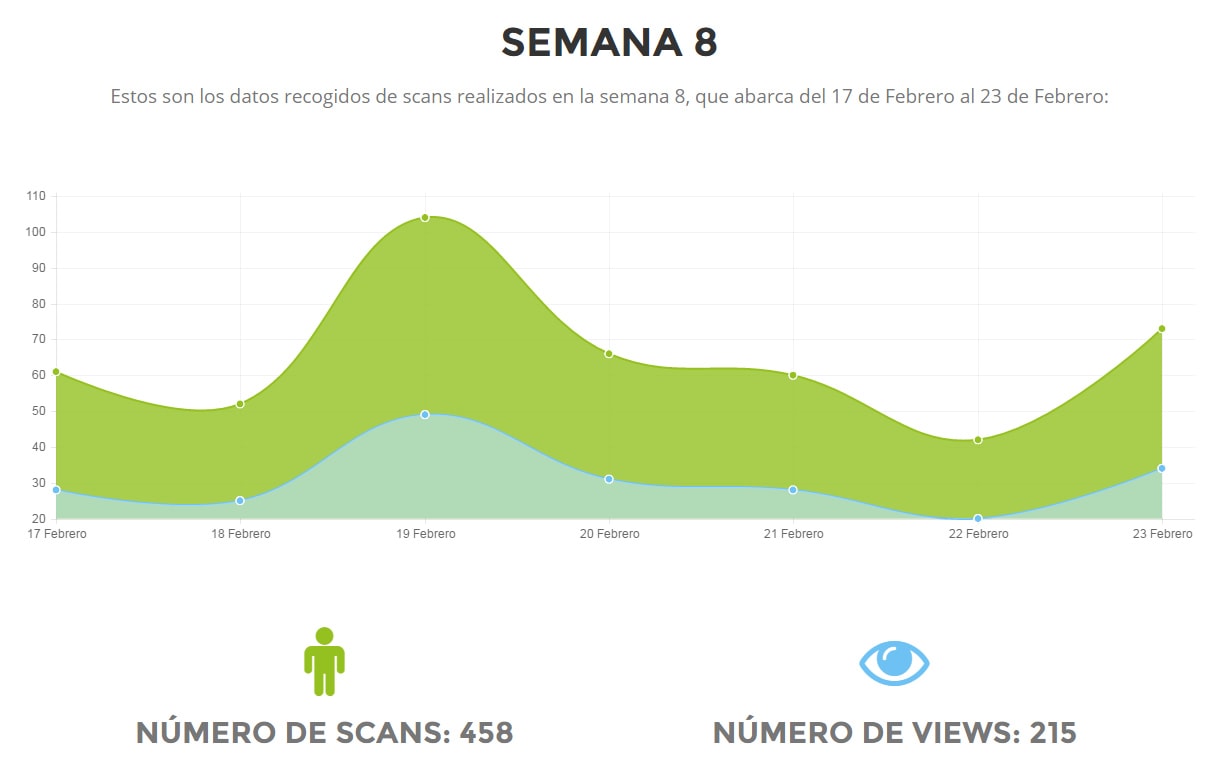 SEMANA 8
Estos son los datos recogidos de scans realizados en la semana 8, que abarca del 17 de Febrero al 23 de Febrero:
110
100
90
80
70
60
50
40
30
20
17 Febrero
18 Febrero
19 Febrero
20 Febrero
21 Febrero
22 Febrero
23 Febrero
NÚMERO DE SCANS: 458
NÚMERO DE VIEWS: 215